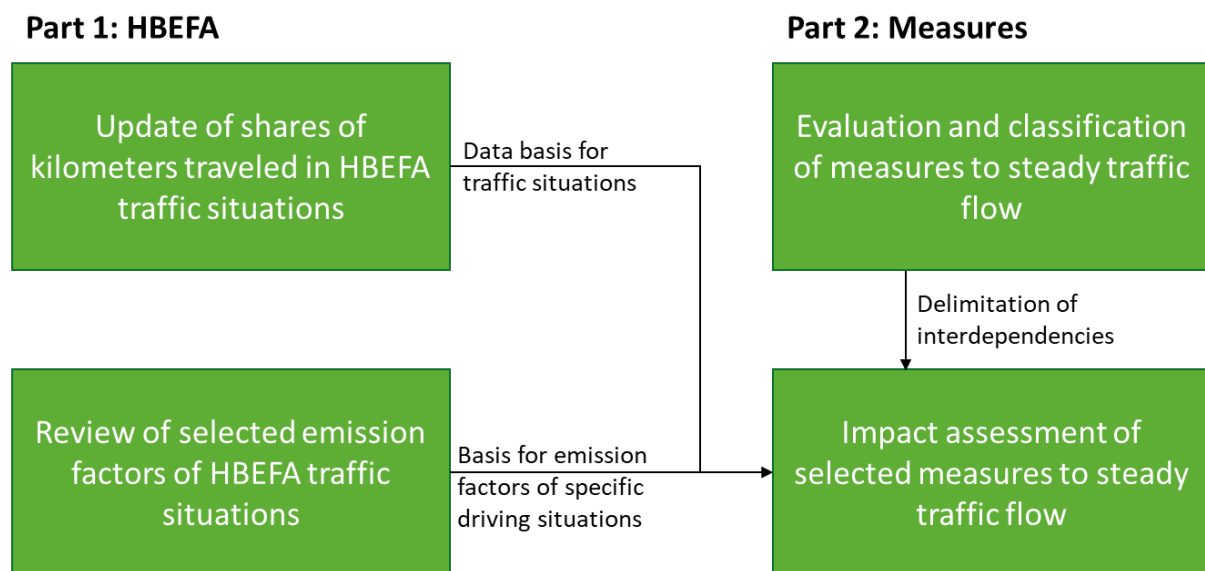 Part 1: HBEFA
Update of shares of
kilometers traveled in HBEFA
traffic situations
Data basis for
traffic situations
Review of selected emission
factors of HBEFA traffic
situations
Basis for emission
factors of specific
driving situations
Part 2: Measures
Evaluation and classification
of measures to steady traffic
flow
Delimitation of
interdependencies
Impact assessment of
selected measures to steady
traffic flow